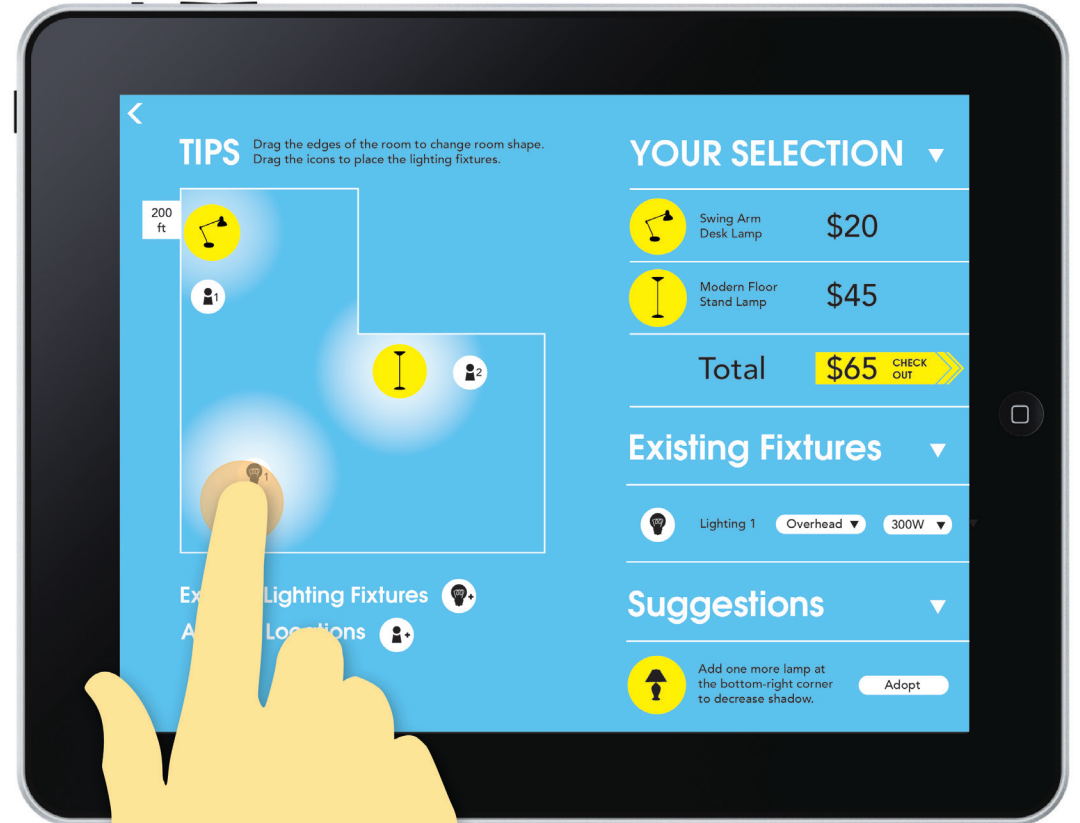 TIPS
Drag the edges of the room to change room shape.
Drag the icons to place the lighting fixtures.
200
ft
1
2
1
Lighting Fixtures +
+
YOUR SELECTION
Swing Arm
Desk Lamp
$20
Modern Floor
Stand Lamp
$45
Total
$65
CHECK
OUT
Existing Fixtures
Lighting 1
Overhead
300W
Suggestions
Add one more lamp at
the bottom-right corner
to decrease shadow.
Adopt